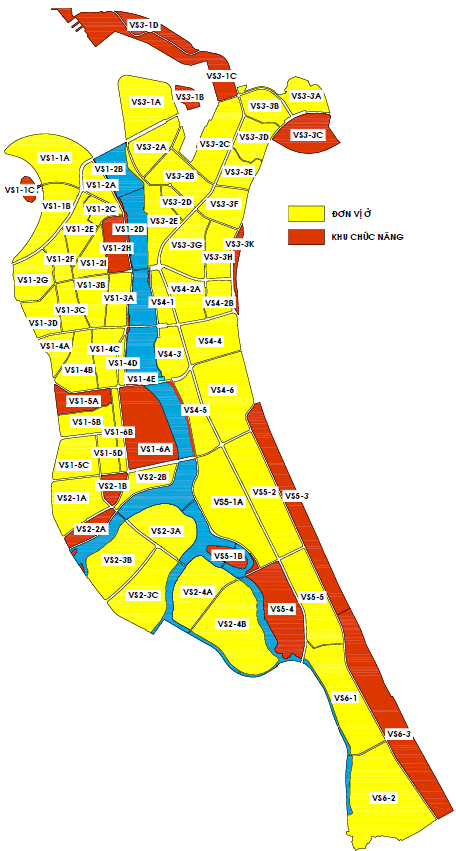 VS3-1D
VS3-1C
VS3-1B
VS3-1A
VS3-3A
VS3-3B
VS3-3C
VS3-3D
VS3-2C
VS3-2A
VS1-1A
VS1-2B
VS3-3E
VS3-2B
VS1-2A
VS1-1C
VS3-2D
VS3-3F
VS1-1B
VS1-2C
ĐƠN VỊ Ở
VS3-2E
VS1-2E
VS1-2D
KHU CHỨC NĂNG
VS3-3G
VS3-3K
VS1-2H
VS3-3H
VS1-2F
VS1-2I
VS1-2G
VS1-3B
VS4-2A
VS1-3A
VS4-1
VS4-2B
VS1-3C
VS1-3D
VS4-4
VS1-4A
VS1-4C
VS4-3
VS1-4D
VS1-4B
VS1-4E
VS4-6
VS1-5A
VS4-5
VS1-5B
VS1-6B
VS1-6A
VS1-5D
VS1-5C
VS5-2
VS2-2B
VS2-1B
VS5-3
VS2-1A
VS5-1A
VS2-2A
VS2-3A
VS5-1B
VS2-3B
VS5-5
VS2-4A
VS2-3C
VS5-4
VS2-4B
VS6-1
VS6-3
VS6-2